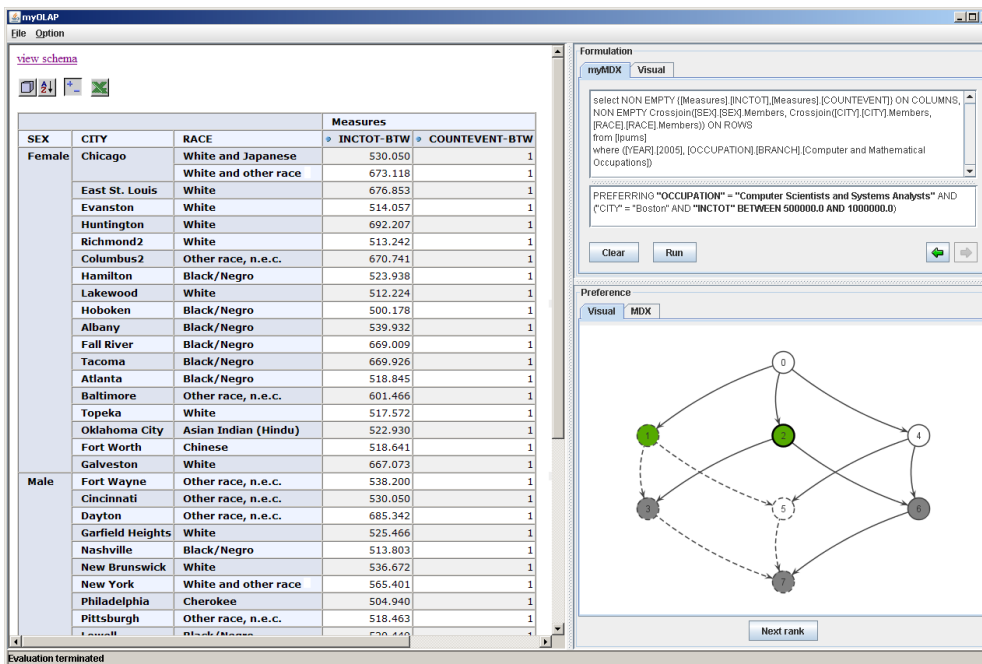 myOLAP
File Option
view schema
Measures
SEX CITY RACE INCTOT-BTW COUNTEVENT-BTW
Female Chicago White and Japanese 530.050 1
White and other race 673.118 1
East St. Louis White 676.853 1
Evanston White 514.057 1
Huntington White 692.207 1
Richmond2 White 513.242 1
Columbus2 Other race, n.e.c. 670.741 1
Hamilton Black/Negro 523.938 1
Lakewood White 512.224 1
Hoboken Black/Negro 500.178 1
Albany Black/Negro 539.932 1
Fall River Black/Negro 669.009 1
Tacoma Black/Negro 669.926 1
Atlanta Black/Negro 518.845 1
Baltimore Other race, n.e.c. 601.466 1
Topeka White 517.572 1
Oklahoma City Asian Indian (Hindu) 522.930 1
Fort Worth Chinese 518.641 1
Galveston White 667.073 1
Male Fort Wayne Other race, n.e.c. 538.200 1
Cincinnati Other race, n.e.c. 530.050 1
Dayton Other race, n.e.c. 685.342 1
Garfield Heights White 525.466 1
Nashville Black/Negro 513.803 1
New Brunswick White 536.672 1
New York White and other race 565.401 1
Philadelphia Cherokee 504.940 1
Pittsburgh Other race, n.e.c. 518.463 1
Evaluation terminated
Formulation
myMDX Visual
select NON EMPTY {[Measures].[INCTOT],[Measures].[COUNTEVENT]} ON COLUMNS,
NON EMPTY Crossjoin([SEX].[SEX].Members, Crossjoin([CITY].[CITY].Members,
[RACE].[RACE].Members)) ON ROWS
from [Ipums]
where ([YEAR].[2005], [OCCUPATION].[BRANCH].[Computer and Mathematical
Occupations])
PREFERRING "OCCUPATION" = "Computer Scientists and Systems Analysts" AND
("CITY" = "Boston" AND "INCTOT" BETWEEN 500000.0 AND 1000000.0)
Clear Run
Preference
Visual MDX
0
1 2 4
3 5 6
7
Next rank